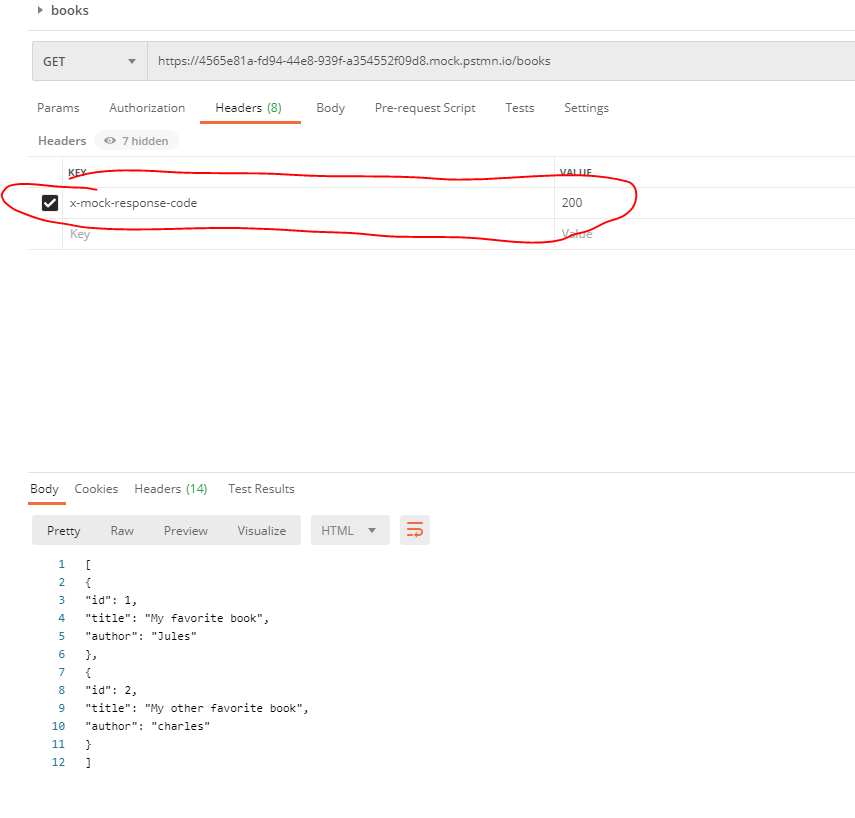 books
GET https://4565e81a-fd94-44e8-939f-a354552f09d8.mock.pstmn.io/books
Params Authorization Headers (8) Body Pre-request Script Tests Settings
Headers 7 hidden
KEY VALUE
x-mock-response-code 200
Key Value
Body Cookies Headers (14) Test Results
Pretty Raw Preview Visualize HTML
1 [
2 {
3 "id": 1,
4 "title": "My favorite book",
5 "author": "Jules"
6 },
7 {
8 "id": 2,
9 "title": "My other favorite book",
10 "author": "charles"
11 }
12 ]